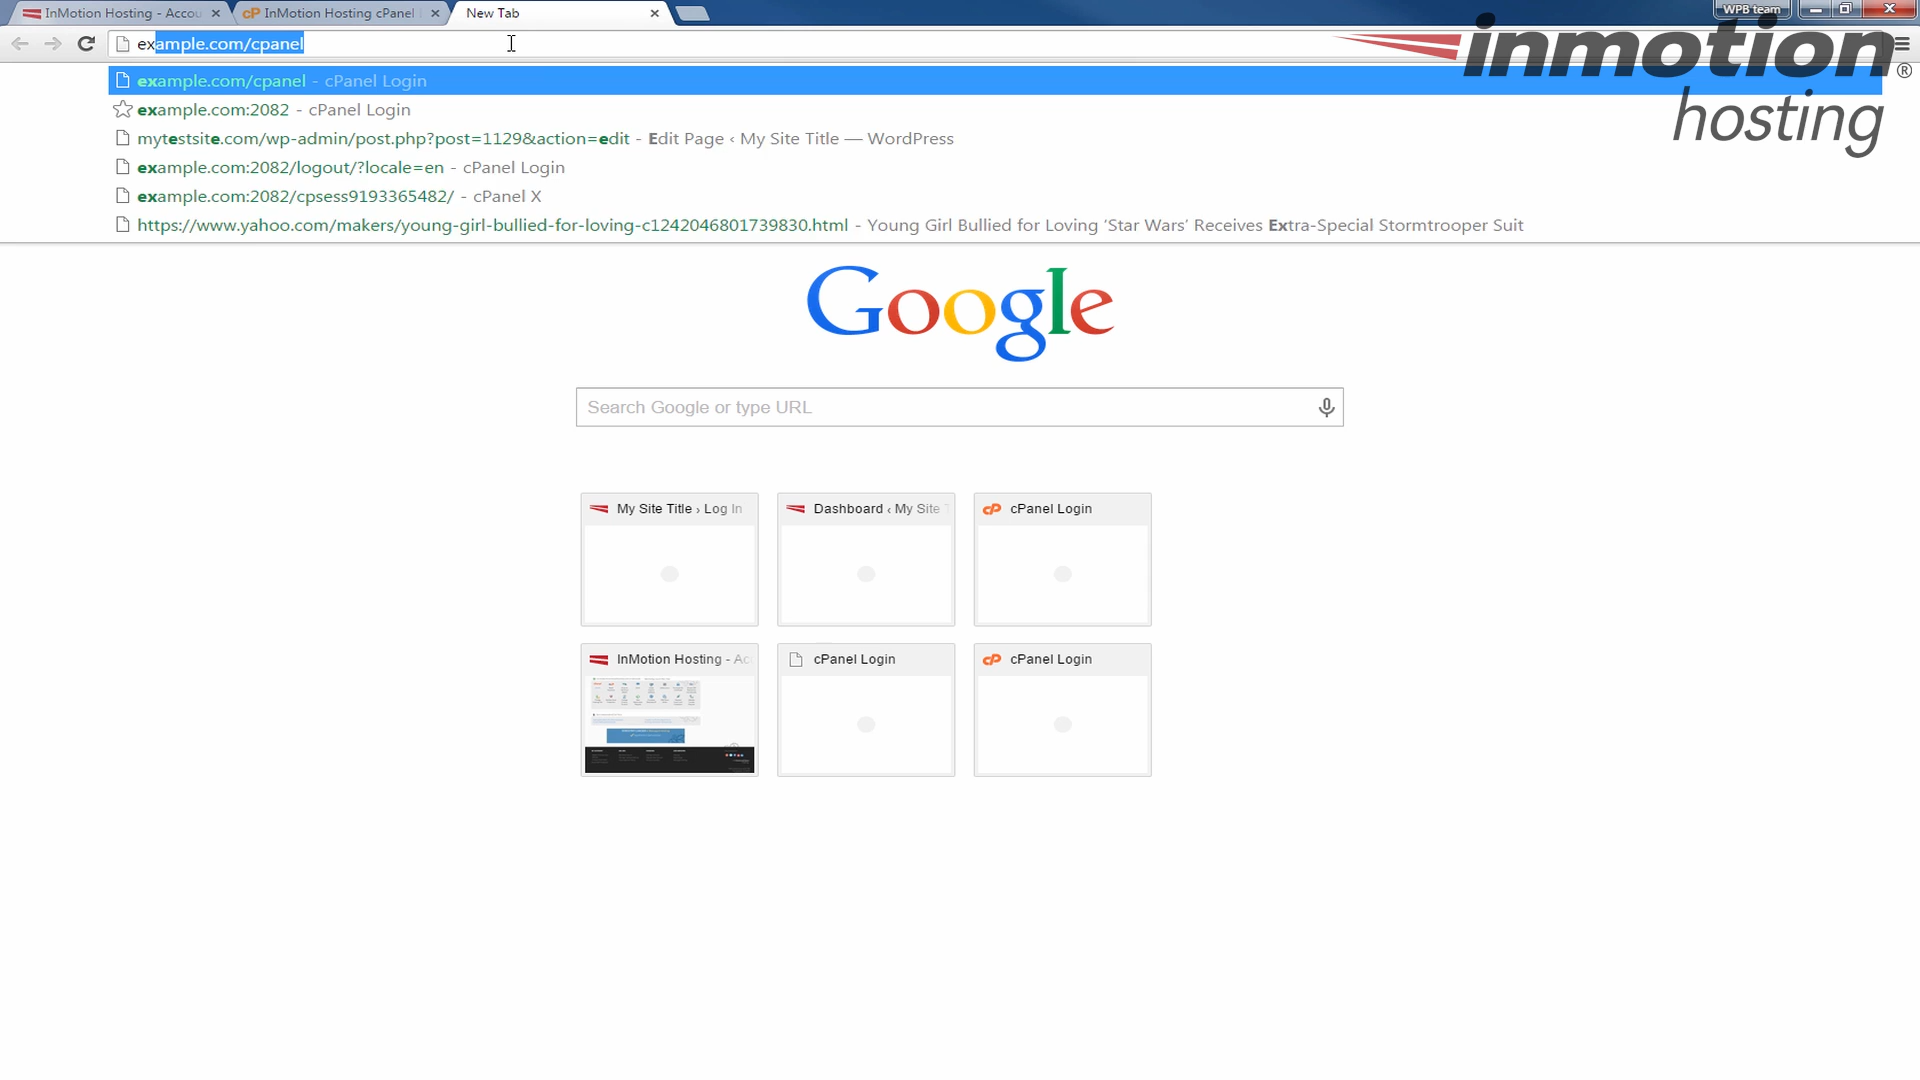 InMotion Hosting - Accou
InMotion Hosting cPanel
New Tab
WPB team
example.com/cpanel
inmotion
hosting
®
example.com/cpanel - cPanel Login
example.com:2082 - cPanel Login
mytestsite.com/wp-admin/post.php?post=1129&action=edit - Edit Page ‹ My Site Title — WordPress
example.com:2082/logout/?locale=en - cPanel Login
example.com:2082/cpsess9193365482/ - cPanel X
https://www.yahoo.com/makers/young-girl-bullied-for-loving-c1242046801739830.html - Young Girl Bullied for Loving 'Star Wars' Receives Extra-Special Stormtrooper Suit
Google
Search Google or type URL
My Site Title › Log In
Dashboard ‹ My Site T
cP cPanel Login
InMotion Hosting - Ac
cPanel Login
cP cPanel Login